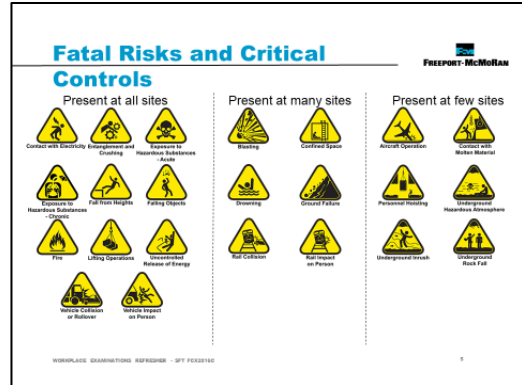 Fatal Risks and Critical
Controls
FCX
FREEPORT-MCMORAN
Present at all sites
Contact with Electricity
Entanglement and
Crushing
Exposure to
Hazardous Substances
- Acute
Exposure to
Hazardous Substances
- Chronic
Fall from Heights
Falling Objects
Fire
Lifting Operations
Uncontrolled
Release of Energy
Vehicle Collision
or Rollover
Vehicle Impact
on Person
Present at many sites
Blasting
Confined Space
Drowning
Ground Failure
Rail Collision
Rail Impact
on Person
Present at few sites
Aircraft Operation
Contact with
Molten Material
Personnel Hoisting
Underground
Hazardous Atmosphere
Underground Inrush
Underground
Rock Fall
WORKPLACE EXAMINATIONS REFRESHER - SFT FCX2016C